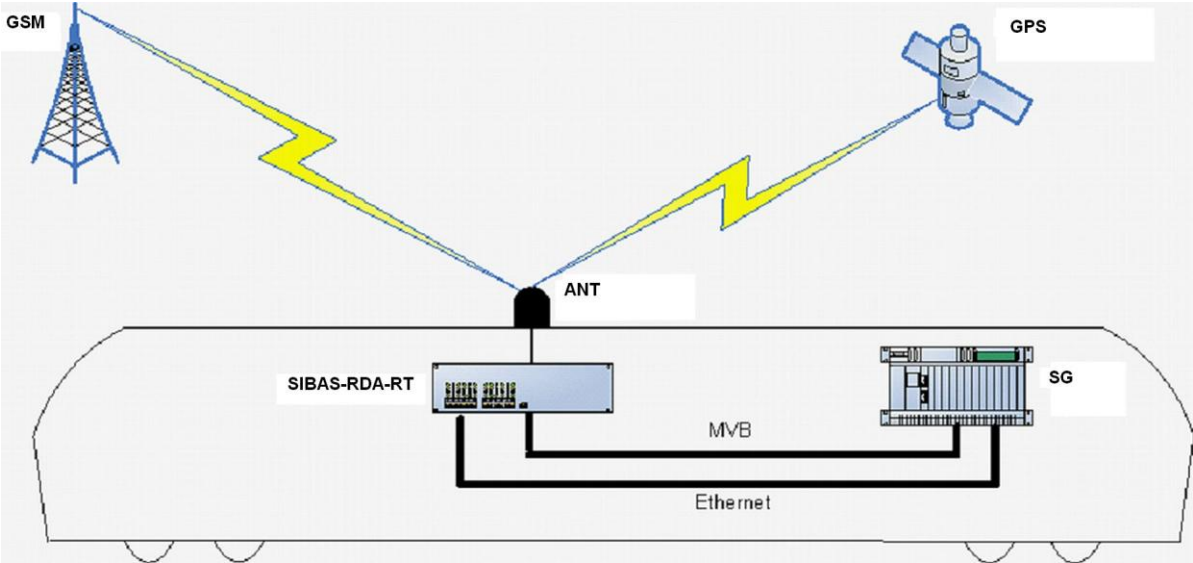 GSM
GPS
ANT
SIBAS-RDA-RT
SG
MVB
Ethernet